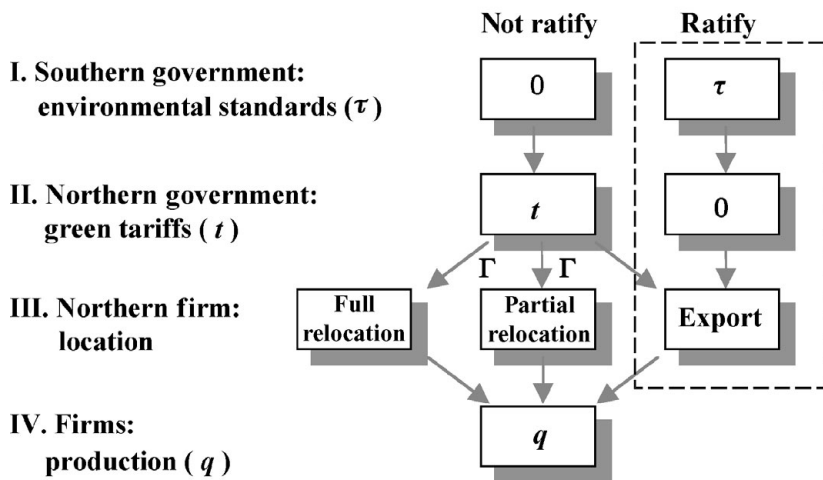 Not ratify Ratify
I. Southern government:
environmental standards (τ)
0 τ
II. Northern government:
green tariffs ( t )
t 0
Γ Γ
III. Northern firm:
location
Full
relocation
Partial
relocation
Export
IV. Firms:
production ( q )
q